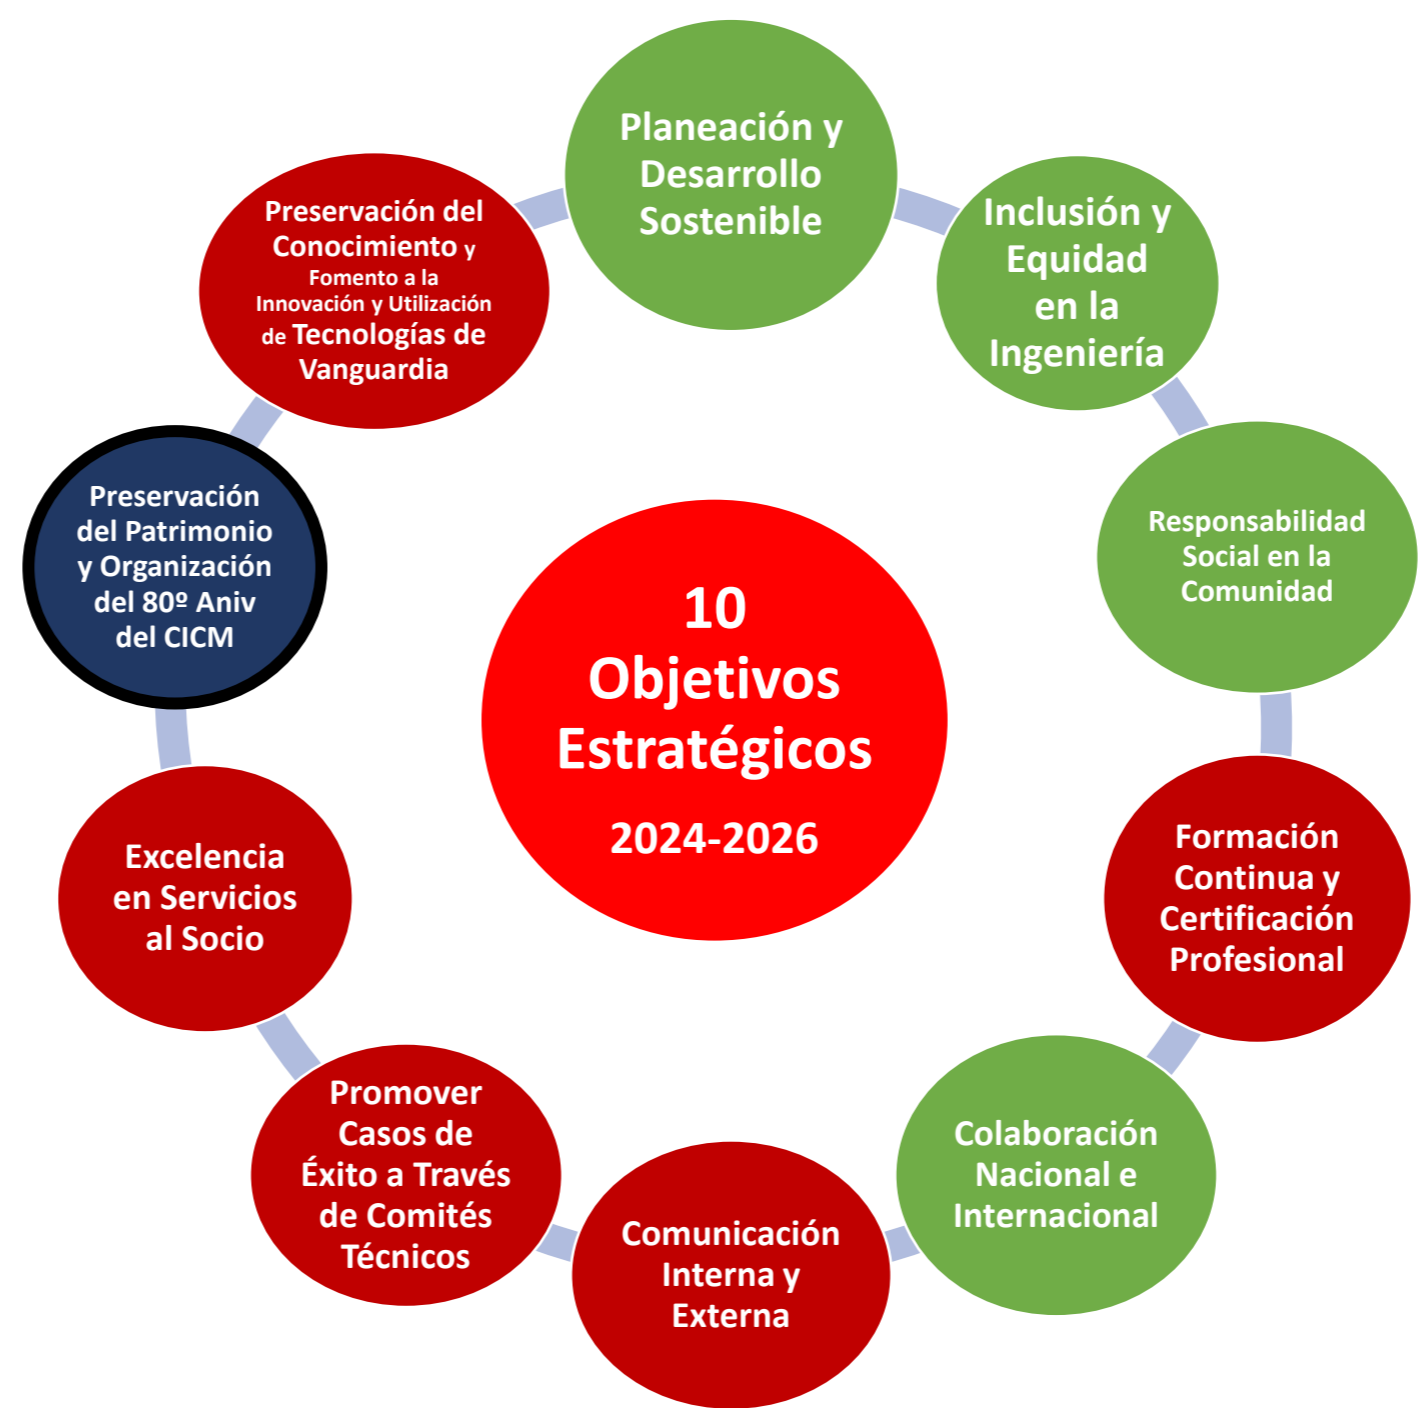 Planeación y
Desarrollo
Sostenible
Inclusión y
Equidad
en la
Ingeniería
Responsabilidad
Social en la
Comunidad
Formación
Continua y
Certificación
Profesional
Colaboración
Nacional e
Internacional
Comunicación
Interna y
Externa
Promover
Casos de
Éxito a Través
de Comités
Técnicos
Excelencia
en Servicios
al Socio
Preservación
del Patrimonio
y Organización
del 80º Aniv
del CICM
Preservación del
Conocimiento y
Fomento a la
Innovación y Utilización
de Tecnologías de
Vanguardia
10
Objetivos
Estratégicos
2024-2026